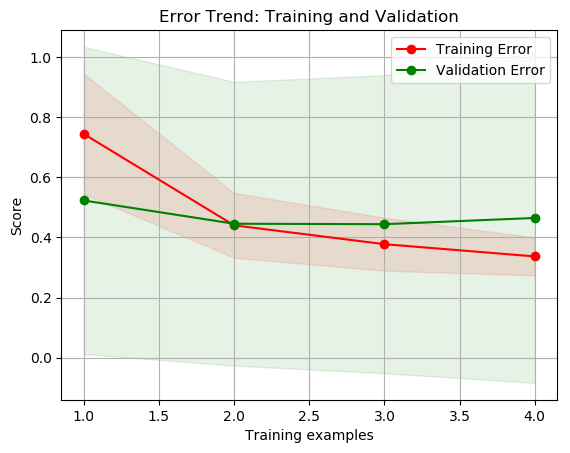 Error Trend: Training and Validation
Training Error
Validation Error
Score
1.0
0.8
0.6
0.4
0.2
0.0
1.0 1.5 2.0 2.5 3.0 3.5 4.0
Training examples